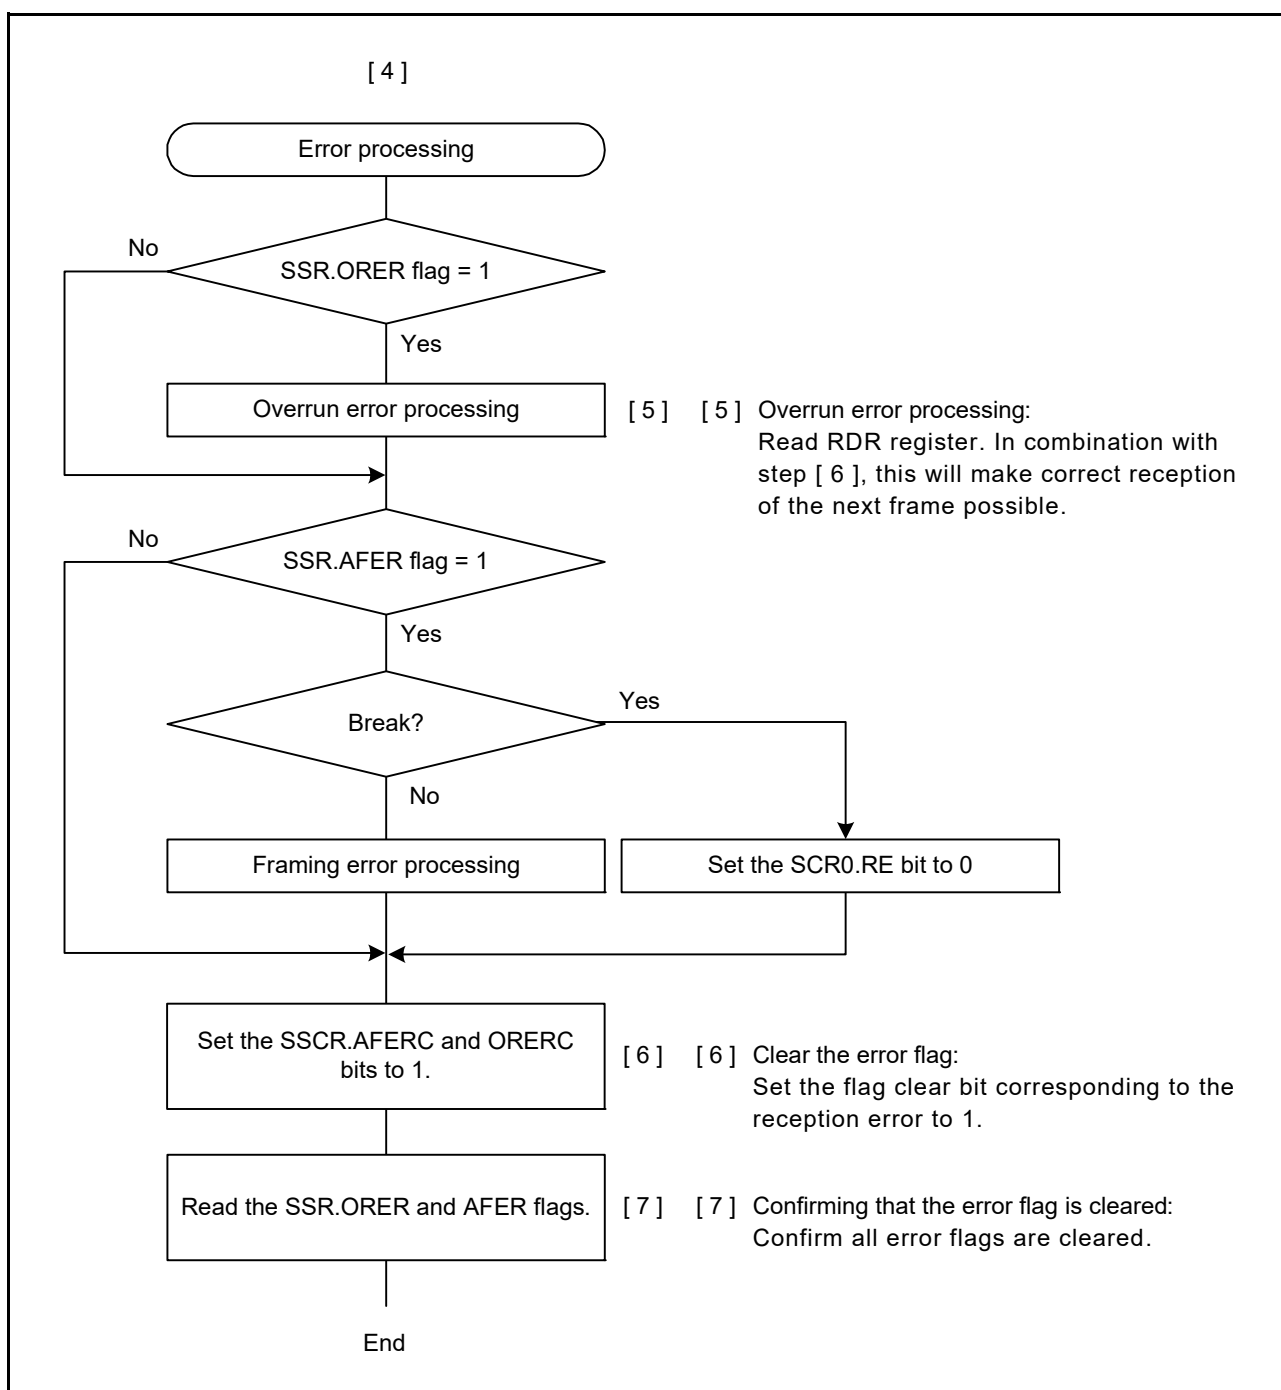 [ 4 ]
Error processing
No
SSR.ORER flag = 1
Yes
Overrun error processing
[ 5 ] [ 5 ] Overrun error processing:
Read RDR register. In combination with
step [ 6 ], this will make correct reception
of the next frame possible.
No
SSR.AFER flag = 1
Yes
Break?
Yes
No
Framing error processing
Set the SCR0.RE bit to 0
Set the SSCR.AFERC and ORERC
bits to 1.
[ 6 ] [ 6 ] Clear the error flag:
Set the flag clear bit corresponding to the
reception error to 1.
Read the SSR.ORER and AFER flags.
[ 7 ] [ 7 ] Confirming that the error flag is cleared:
Confirm all error flags are cleared.
End